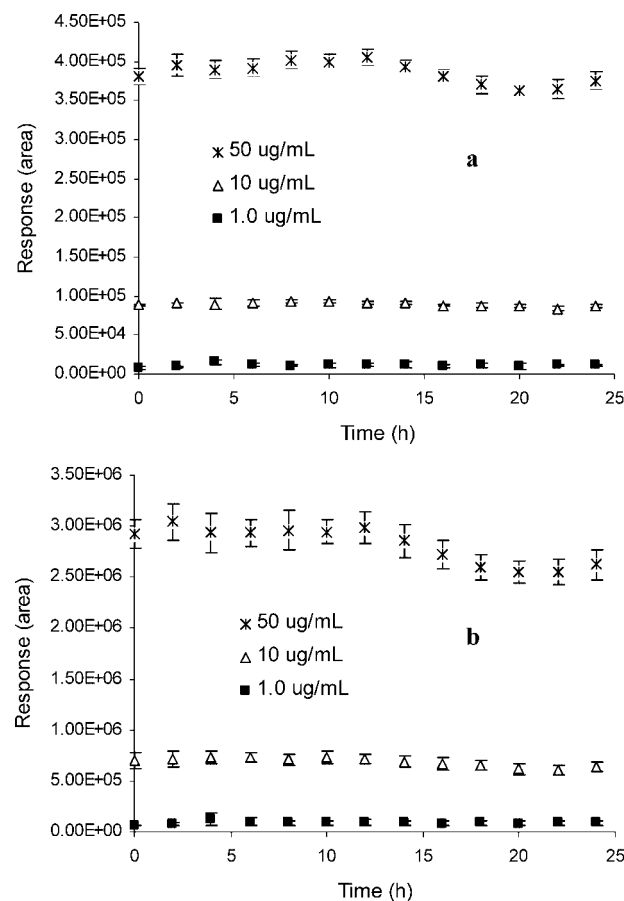 4.50E+05
4.00E+05
3.50E+05
3.00E+05
2.50E+05
2.00E+05
1.50E+05
1.00E+05
5.00E+04
0.00E+00
Response (area)
50 ug/mL
10 ug/mL
1.0 ug/mL
a
0 5 10 15 20 25
Time (h)
3.50E+06
3.00E+06
2.50E+06
2.00E+06
1.50E+06
1.00E+06
5.00E+05
0.00E+00
Response (area)
50 ug/mL
10 ug/mL
1.0 ug/mL
b
0 5 10 15 20 25
Time (h)